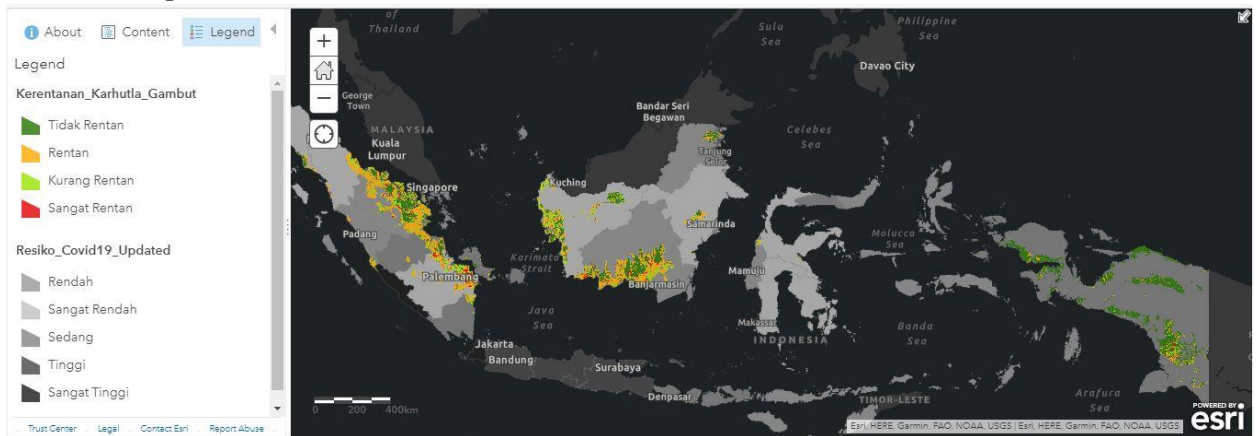 About Content Legend
Legend
Kerentanan_Karhutla_Gambut
Tidak Rentan
Rentan
Kurang Rentan
Sangat Rentan
Resiko_Covid19_Updated
Rendah
Sangat Rendah
Sedang
Tinggi
Sangat Tinggi
Trust Center Legal Contact Esri Report Abuse
of
Thailand
Sulu
Sea
Philippine
Sea
Davao City
George
Town
Bandar Seri
Begawan
MALAYSIA
Kuala
Lumpur
Celebes
Sea
Tanjung
Selor
Singapore
Kuching
Padang
Samarinda
Molucca
Sea
Karimata
Strait
Palembang
Mamuju
Banjarmasin
Java
Sea
Makassar
Banda
Sea
INDONESIA
Jakarta
Bandung
Surabaya
Denpasar
TIMOR-LESTE
Arafura
Sea
0 200 400km
Esri, HERE, Garmin, FAO, NOAA, USGS | Esri, HERE, Garmin, FAO, NOAA, USGS
POWERED BY
esri